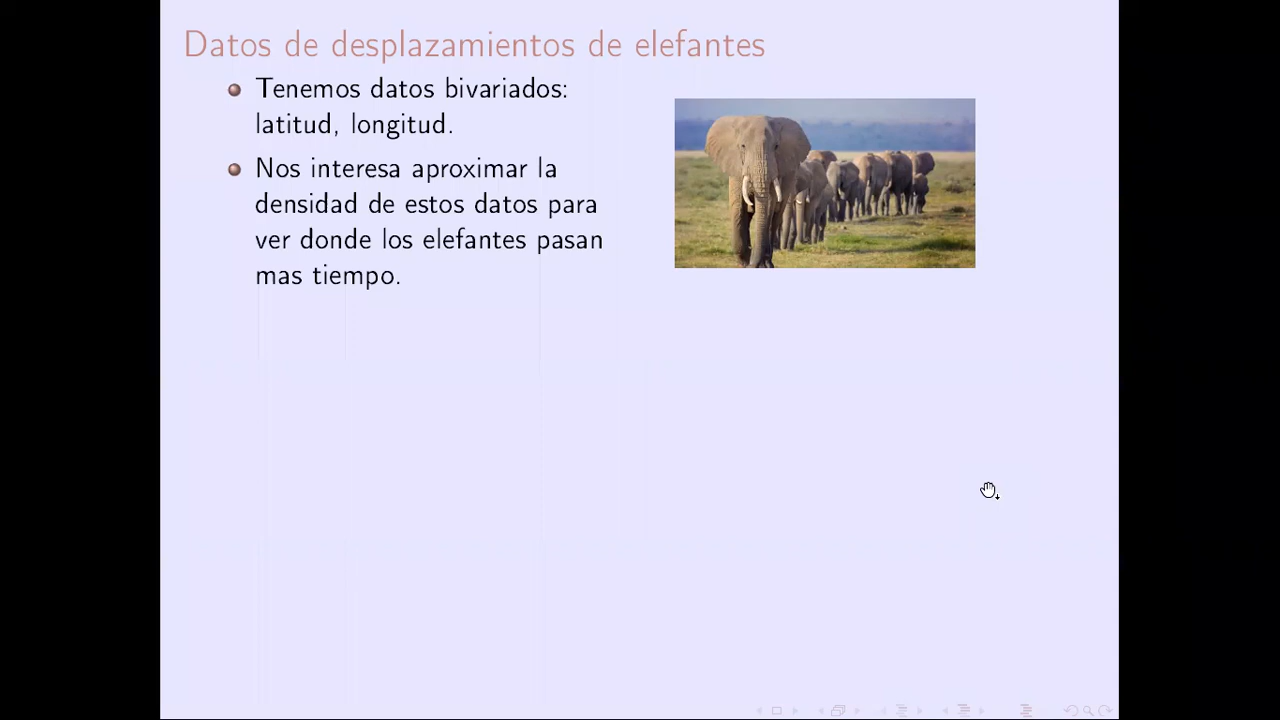 Datos de desplazamientos de elefantes
Tenemos datos bivariados:
latitud, longitud.
Nos interesa aproximar la
densidad de estos datos para
ver donde los elefantes pasan
mas tiempo.